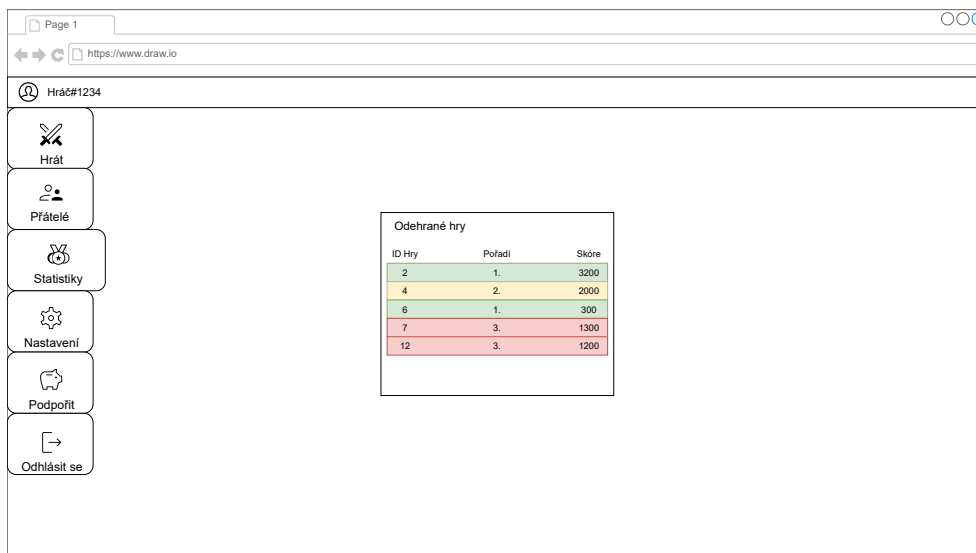 Page 1
https://www.draw.io
Hráč#1234
Hrát
Přátelé
Statistiky
Nastavení
Podpořit
Odhlásit se
Odehrané hry
ID Hry Pořadí Skóre
2 1. 3200
4 2. 2000
6 1. 300
7 3. 1300
12 3. 1200